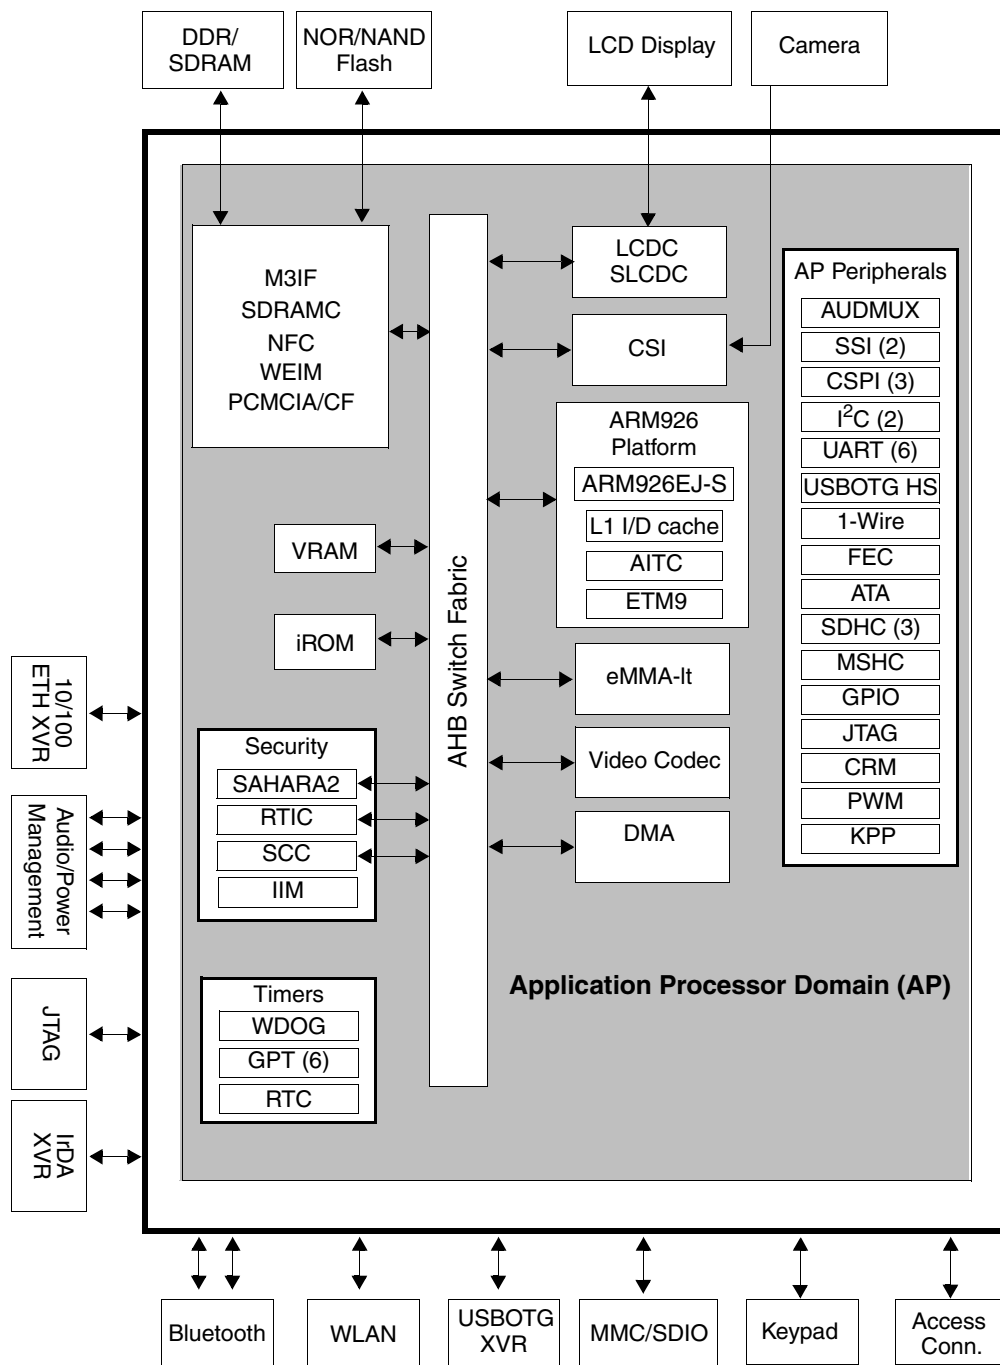 DDR/
SDRAM
NOR/NAND
Flash
LCD Display
Camera
M3IF
SDRAMC
NFC
WEIM
PCMCIA/CF
VRAM
iROM
Security
SAHARA2
RTIC
SCC
IIM
Timers
WDOG
GPT (6)
RTC
AHB Switch Fabric
LCDC
SLCDC
CSI
ARM926
Platform
ARM926EJ-S
L1 I/D cache
AITC
ETM9
eMMA-lt
Video Codec
DMA
AP Peripherals
AUDMUX
SSI (2)
CSPI (3)
I²C (2)
UART (6)
USBOTG HS
1-Wire
FEC
ATA
SDHC (3)
MSHC
GPIO
JTAG
CRM
PWM
KPP
Application Processor Domain (AP)
10/100
ETH XVR
Audio/Power
Management
JTAG
IrDA
XVR
Bluetooth
WLAN
USBOTG
XVR
MMC/SDIO
Keypad
Access
Conn.